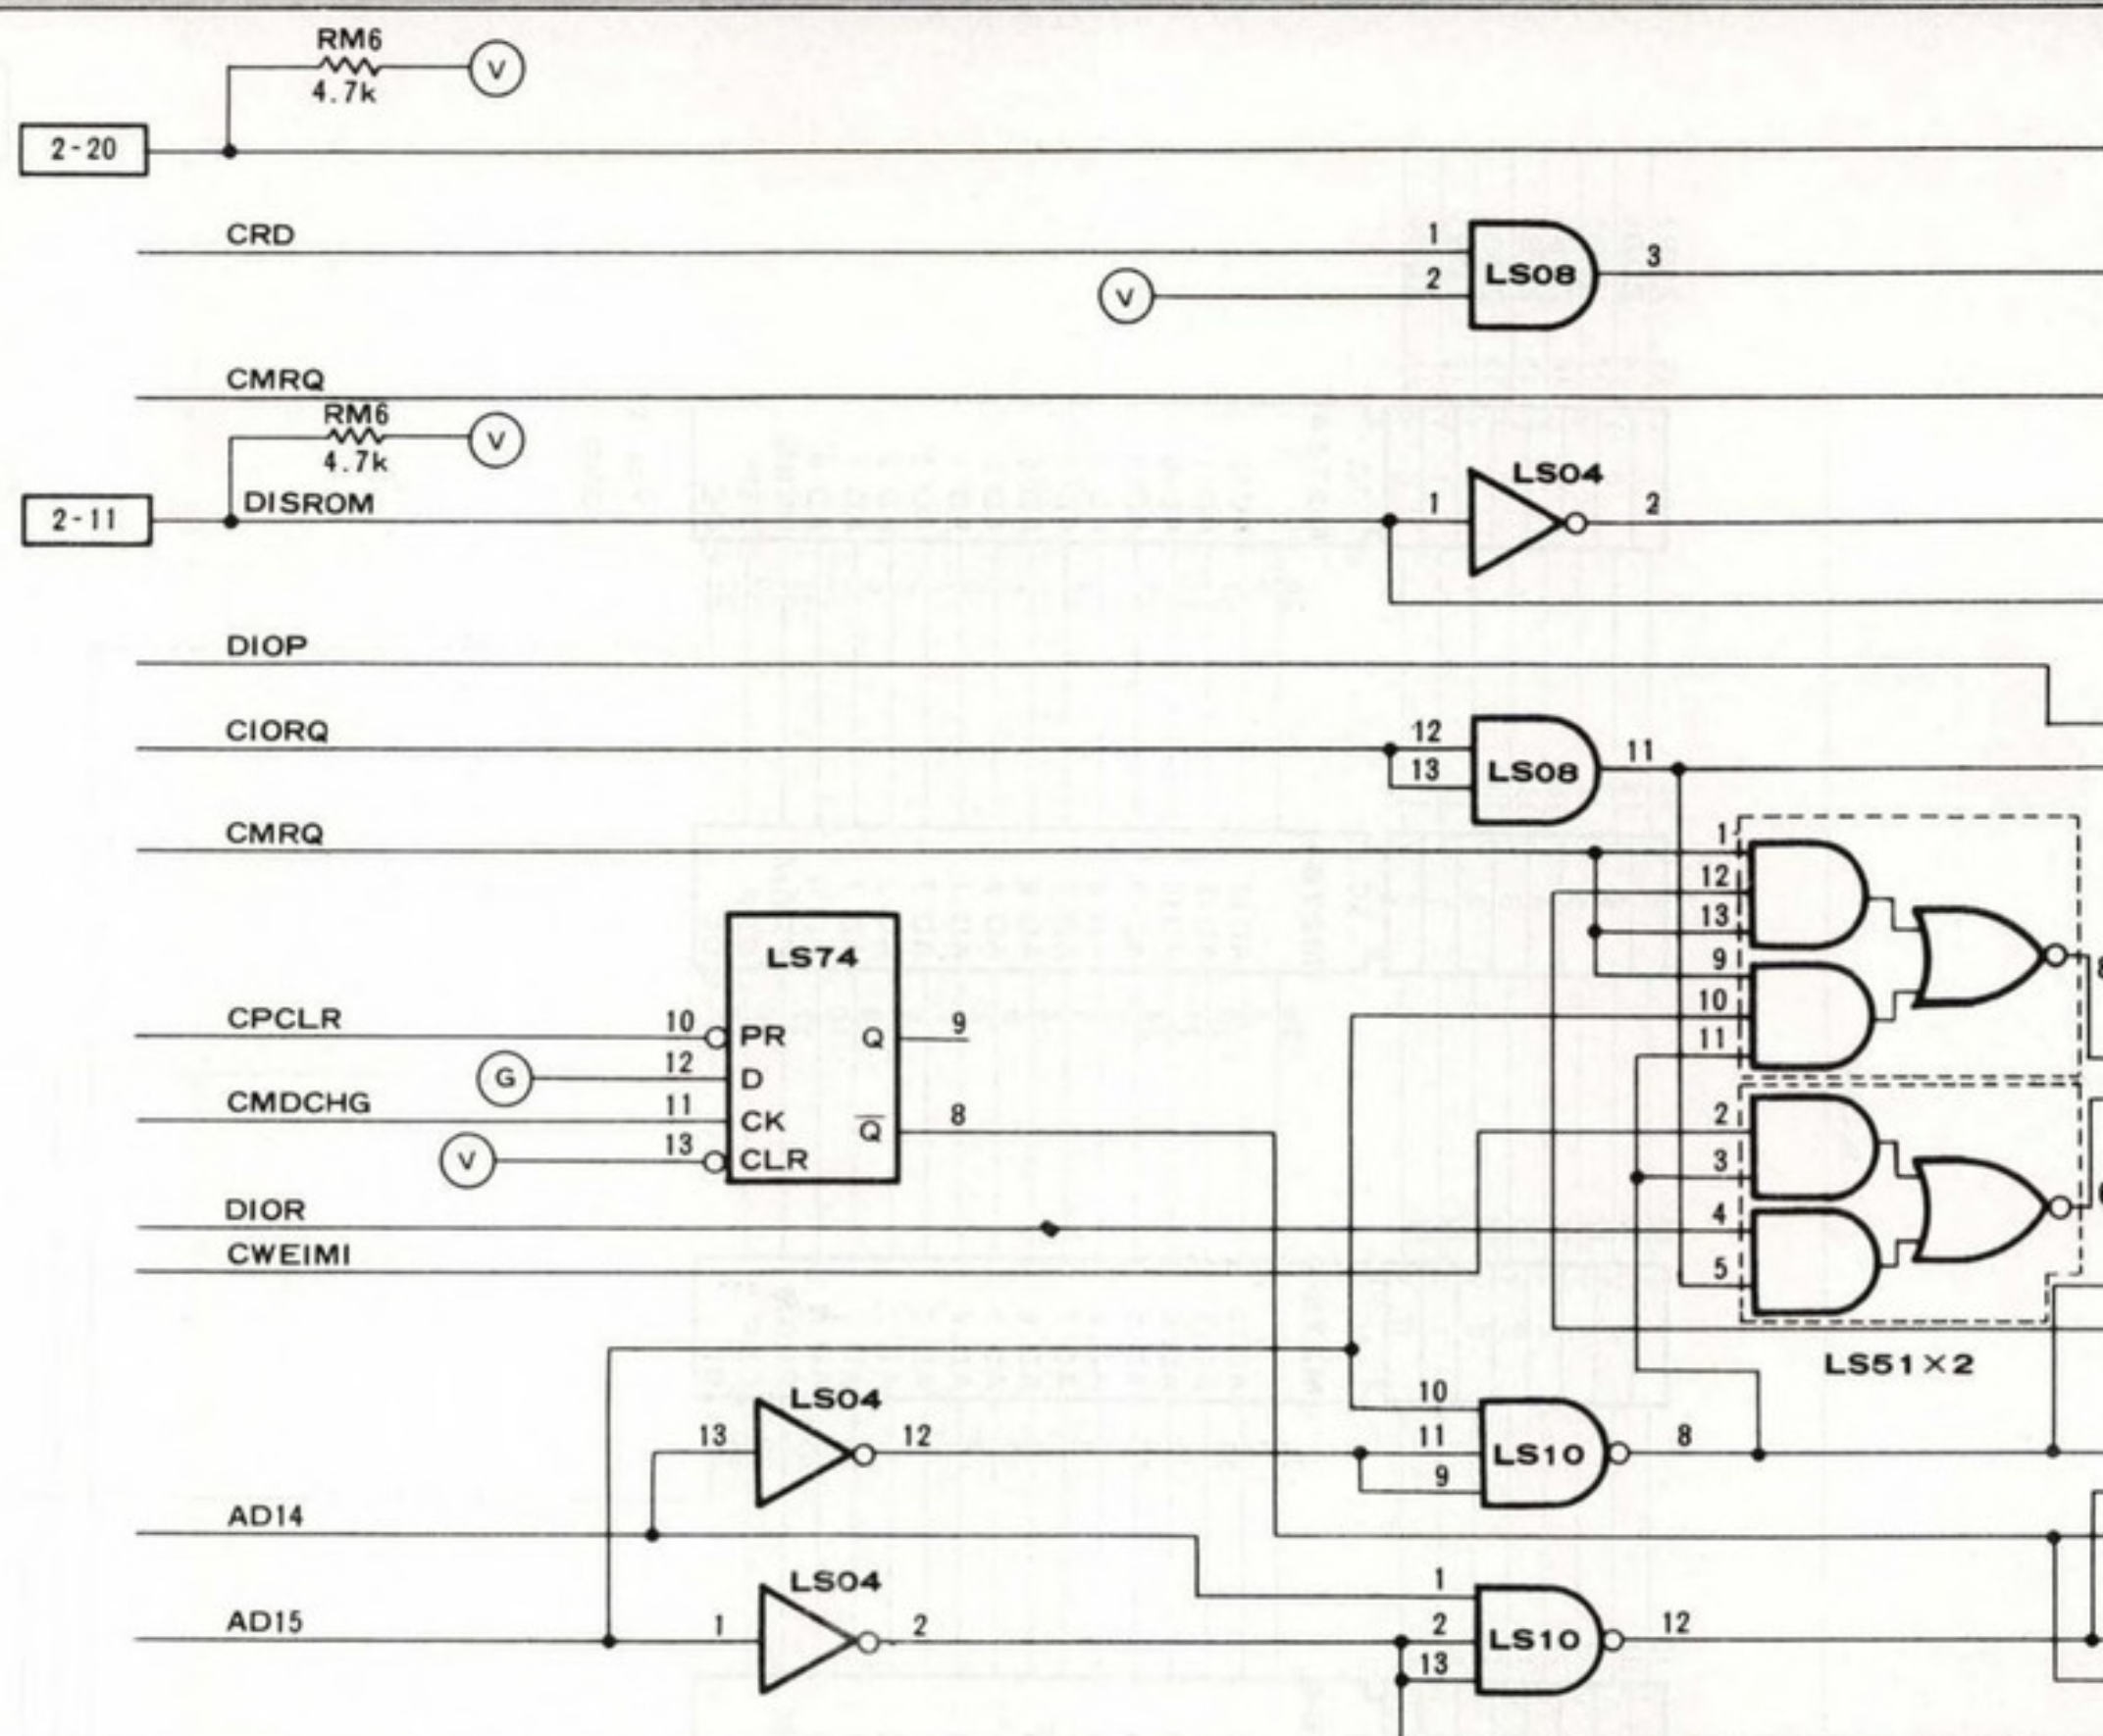 RM6
V
4.7k
2-20
CRD
1
LS08
3
2
V
CMRQ
RM6
V
4.7k
LS04
2-11
DISROM
1
2
DIOP
CIORQ
12
LS08
11
13
CMRQ
1
12
13
9
10
11
LS74
CPCLR
10
PR
Q
9
G
12
D
CMDCHG
11
CK
Q
8
V
13
CLR
2
3
4
5
DIOR
CWEIMI
LS51×2
LS04
13
12
10
11
9
LS10
8
AD14
LS04
AD15
1
2
1
2
13
LS10
12